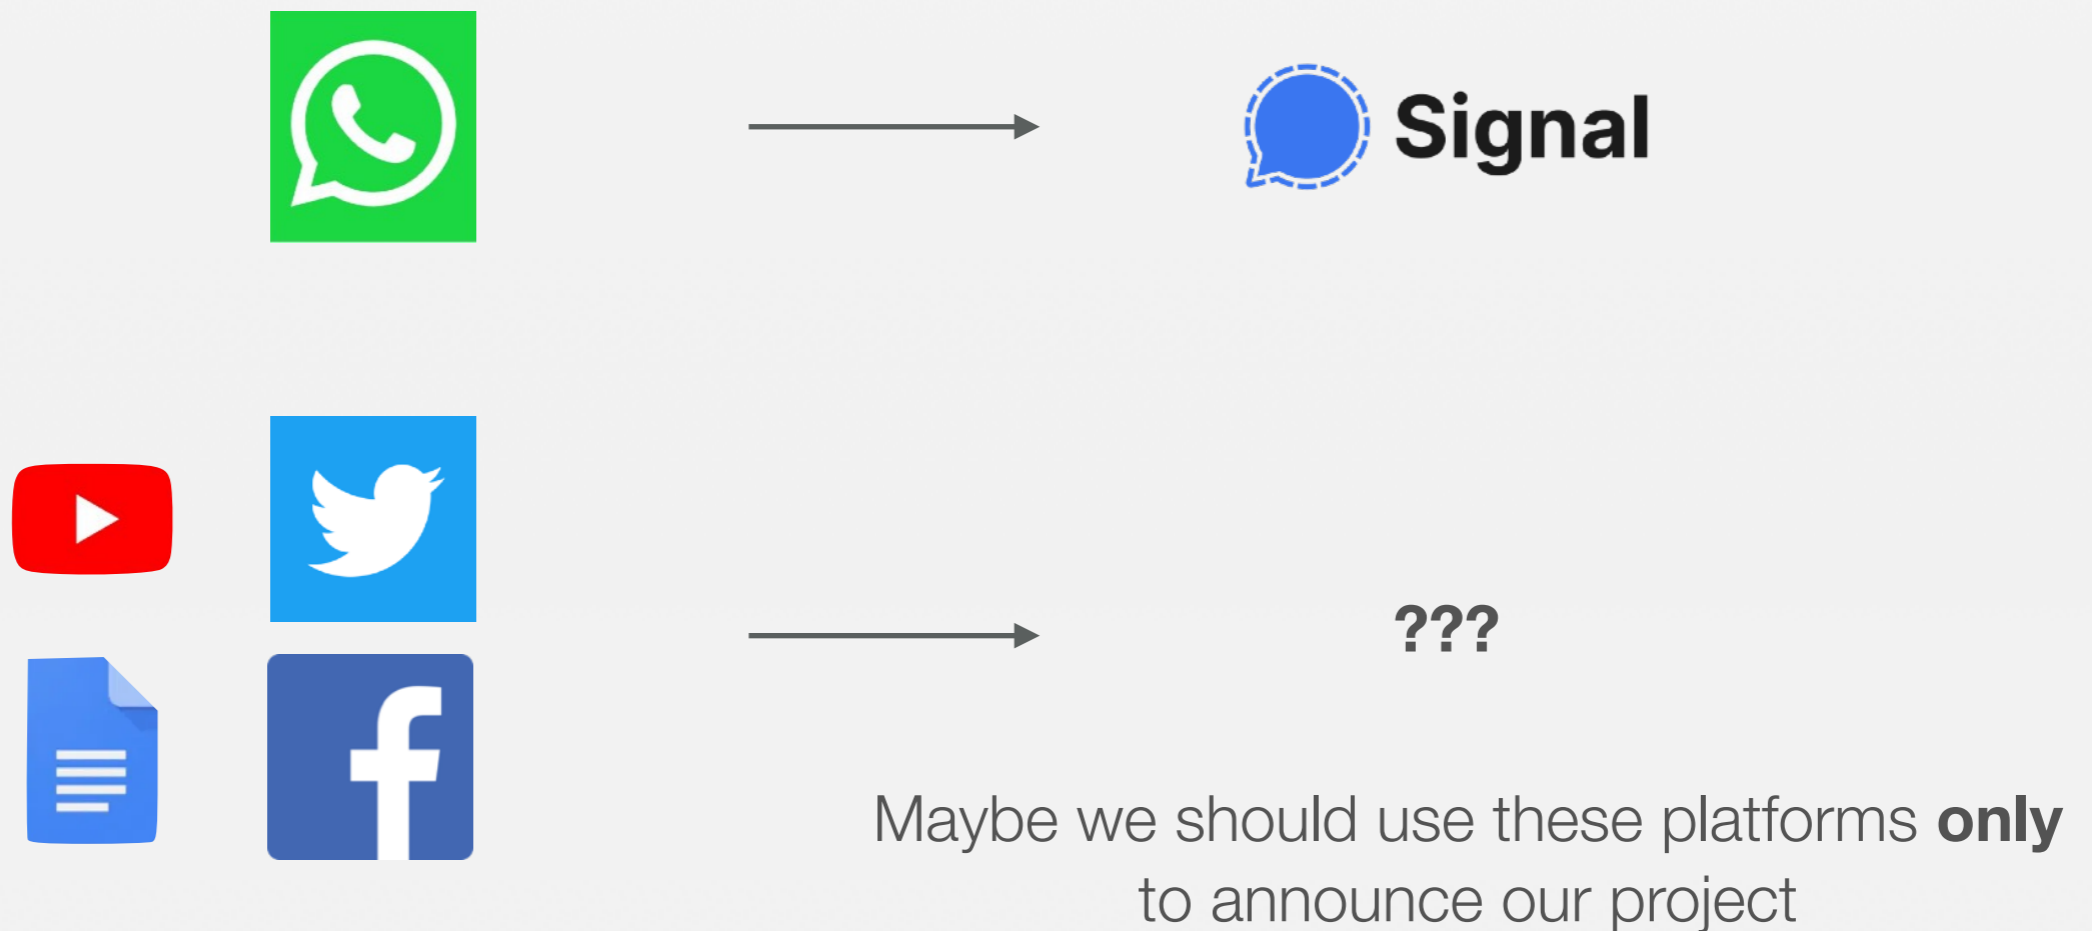 Signal
???
Maybe we should use these platforms only
to announce our project